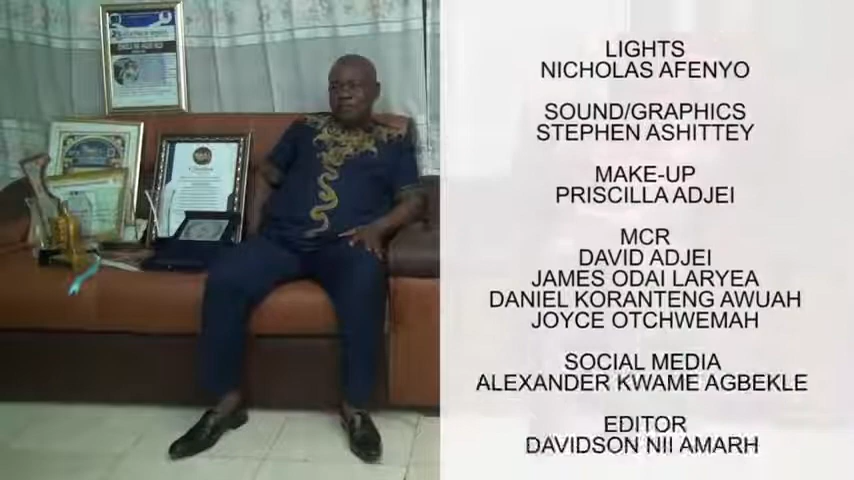 LIGHTS
NICHOLAS AFENYO
SOUND/GRAPHICS
STEPHEN ASHITTEY
MAKE-UP
PRISCILLA ADJEI
MCR
DAVID ADJEI
JAMES ODAI LARYEA
DANIEL KORANTENG AWUAH
JOYCE OTCHWEMAH
SOCIAL MEDIA
ALEXANDER KWAME AGBEKLE
EDITOR
DAVIDSON NII AMARH